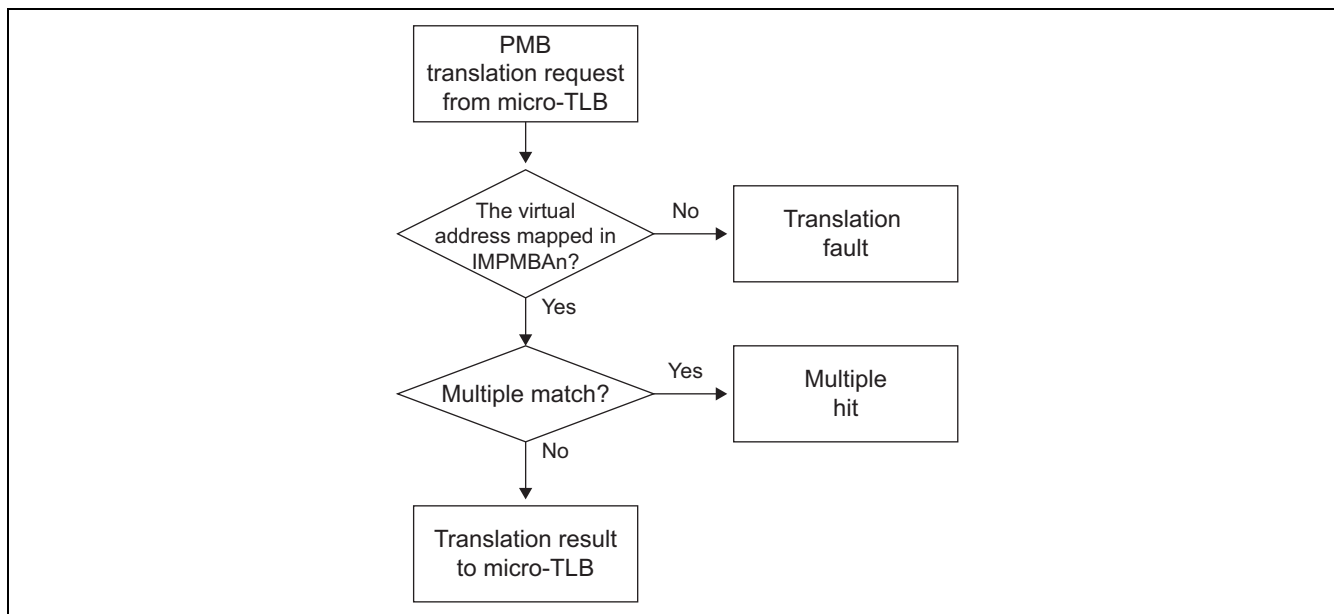 PMB
translation request
from micro-TLB
The virtual
address mapped in
IMPMBAn?
No
Translation
fault
Yes
Multiple match?
Yes
Multiple
hit
No
Translation result
to micro-TLB